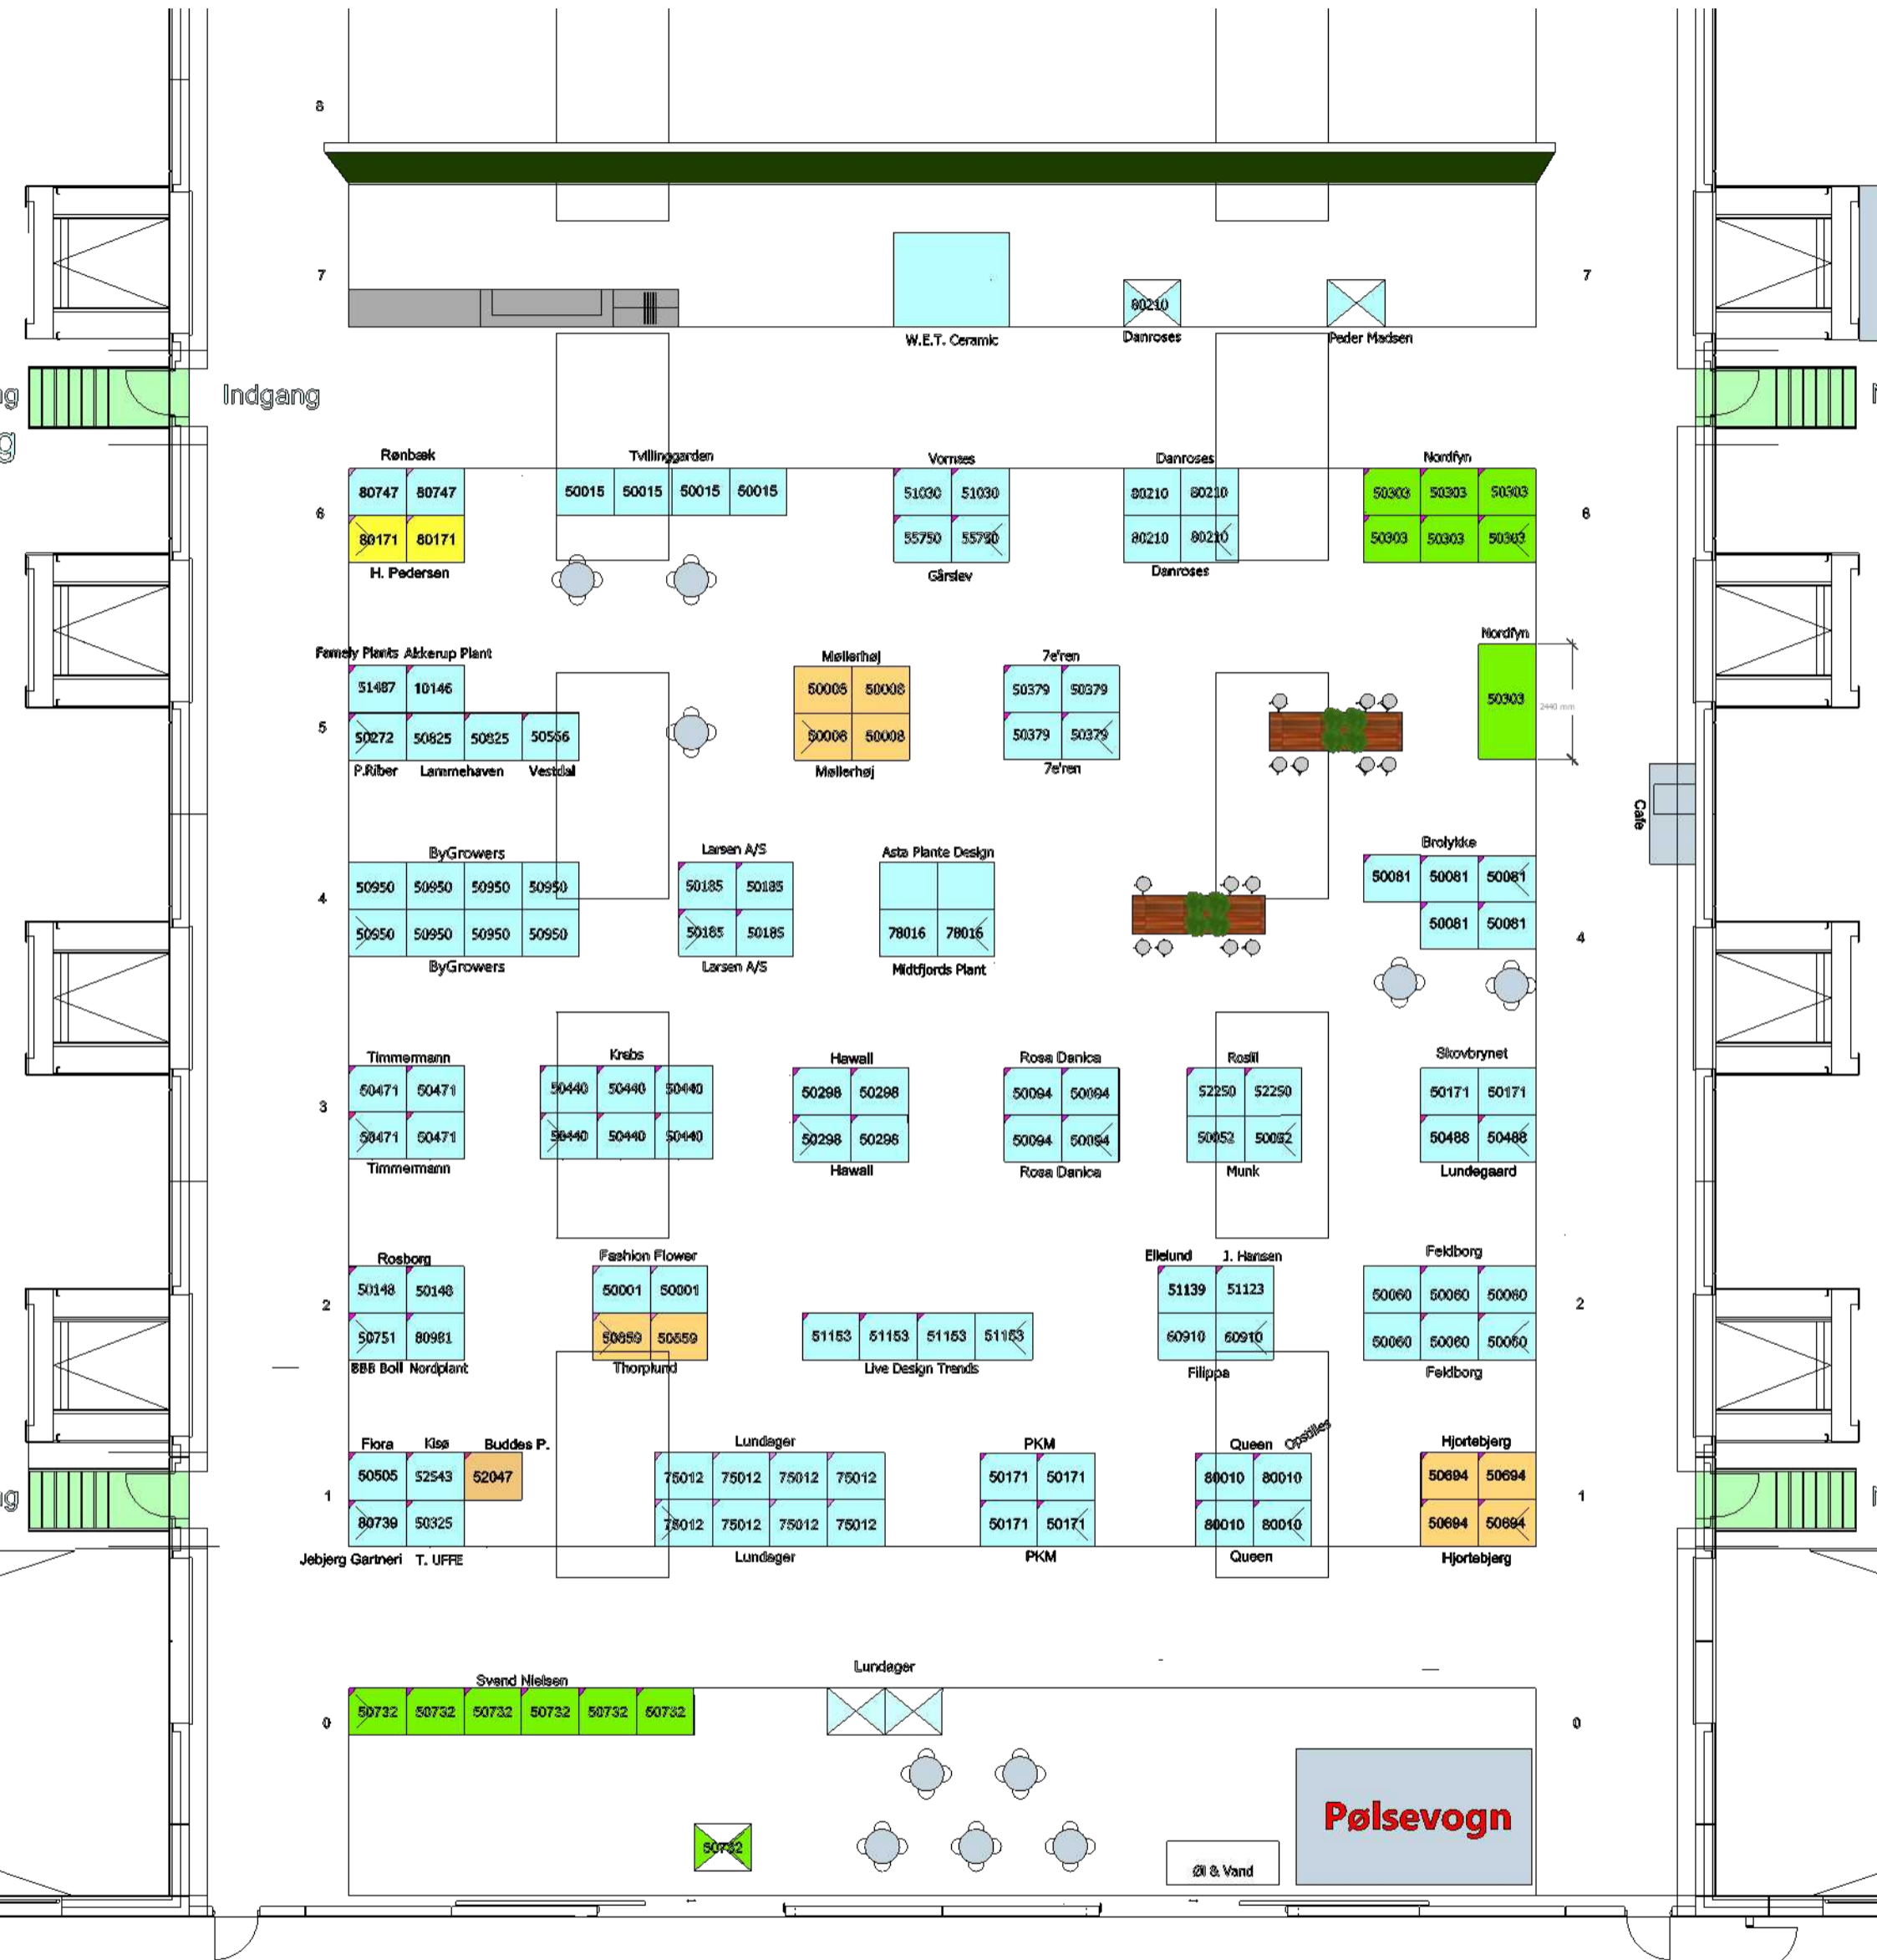 8
7
7
80210
W.E.T. Ceramic
Danroses
Peder Madsen
Indgang
Rønbæk
Tvillinggarden
Vornæs
Danroses
Nordfyn
80747 80747
50015 50015 50015 50015
51030 51030
80210 80210
50303 50303 50303
6
6
80171 80171
55750 55750
80210 80210
50303 50303 50303
H. Pedersen
Gårslev
Danroses
Nordfyn
Famely Plants Akkerup Plant
Møllerhøj
7e'ren
51487 10146
50008 50008
50379 50379
50303
2440 mm
5
50272 50825 50825 50556
50008 50008
50379 50379
P.Riber Lammehaven Vestdal
Møllerhøj
7e'ren
Cafe
ByGrowers
Larsen A/S
Asta Plante Design
Brolykke
50950 50950 50950 50950
50185 50185
50081 50081 50081
4
4
50950 50950 50950 50950
50185 50185
78016 78016
50081 50081
ByGrowers
Larsen A/S
Midtfjords Plant
Timmermann
Krabs
Hawall
Rosa Danica
Roslil
Skovbrynet
50471 50471
50440 50440 50440
50298 50298
50094 50094
52250 52250
50171 50171
3
50471 50471
50440 50440 50440
50298 50298
50094 50094
50052 50052
50488 50488
Timmermann
Hawall
Rosa Danica
Munk
Lundegaard
Rosborg
Fashion Flower
Ellelund J. Hansen
Feldborg
50148 50148
50001 50001
51139 51123
50060 50060 50060
2
2
50751 80981
50659 50659
51153 51153 51153 51153
60910 60910
50060 50060 50060
BBB Boll Nordplant
Thorplund
Live Design Trends
Filippa
Feldborg
Flora Kisø Buddes P.
Lundager
PKM
Queen Opstilles
Hjortebjerg
50505 52543 52047
75012 75012 75012 75012
50171 50171
80010 80010
50694 50694
1
1
80739 50325
75012 75012 75012 75012
50171 50171
80010 80010
50694 50694
Jebjerg Gartneri T. UFFE
Lundager
PKM
Queen
Hjortebjerg
Svend Nielsen
Lundager
0
50732 50732 50732 50732 50732 50732
0
50732
Pølsevogn
Øl & Vand